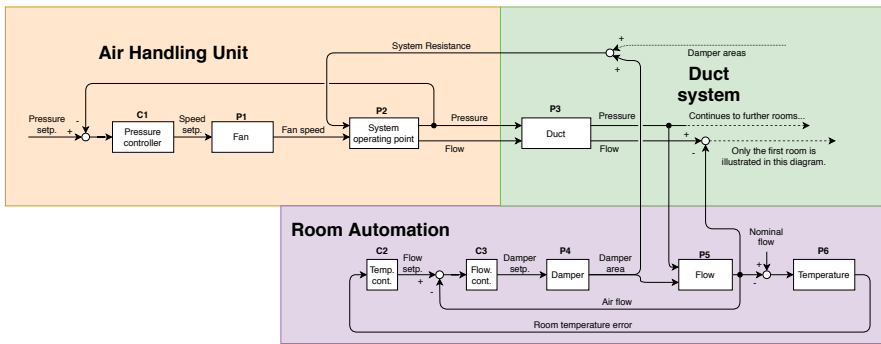 Air Handling Unit
System Resistance
+
Damper areas
+
Duct
system
Pressure
setp.
-
+
C1
Pressure
controller
Speed
setp.
P1
Fan
Fan speed
P2
System
operating point
Pressure
Flow
P3
Duct
Pressure
Flow
Continues to further rooms...
+
-
Only the first room is
illustrated in this diagram.
Room Automation
C2
Temp.
cont.
Flow
setp.
+
-
C3
Flow.
cont.
Damper
setp.
P4
Damper
Damper
area
P5
Flow
Nominal
flow
+
-
P6
Temperature
Air flow
Room temperature error